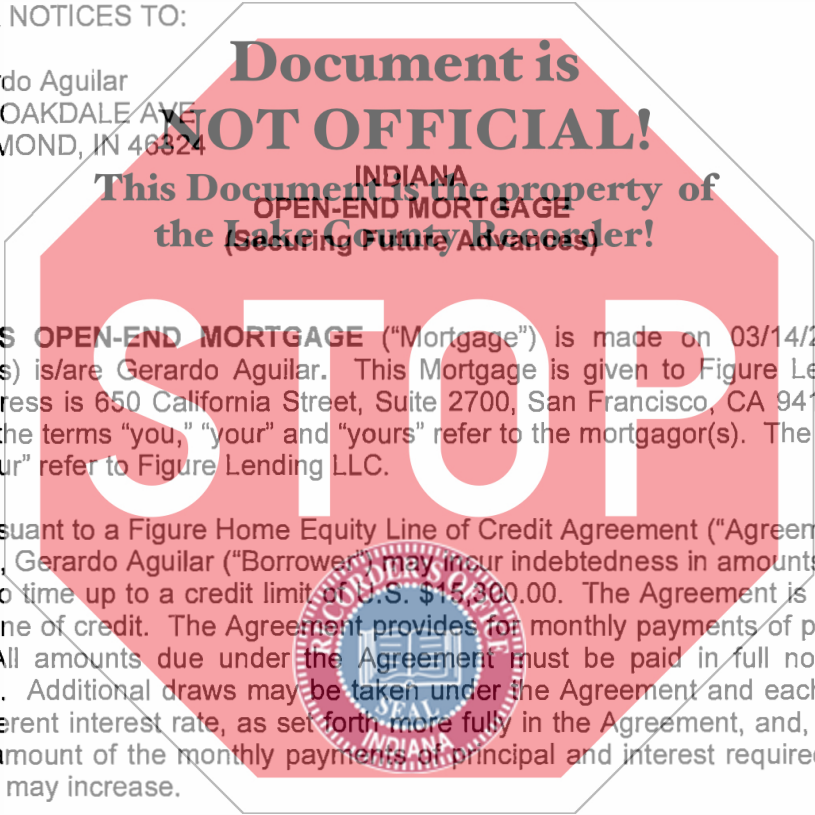 NOTICES TO:
do Aguilar
OAKDALE AVE
MOND, IN 46324
Document is
NOT OFFICIAL!
This Document is the property of
the Lake County Recorder!
INDIANA
OPEN-END MORTGAGE
(Securing Future Advances)
STOP
S OPEN-END MORTGAGE (“Mortgage”) is made on 03/14/2
s) is/are Gerardo Aguilar. This Mortgage is given to Figure Le
ress is 650 California Street, Suite 2700, San Francisco, CA 941
the terms “you,” “your” and “yours” refer to the mortgagor(s). The
ur” refer to Figure Lending LLC.
suant to a Figure Home Equity Line of Credit Agreement (“Agreem
, Gerardo Aguilar (“Borrower”) may incur indebtedness in amounts
o time up to a credit limit of U.S. The Agreement is
ne of credit. The Agreement provides for monthly payments of p
All amounts due under the Agreement must be paid in full no
. Additional draws may be taken under the Agreement and each
erent interest rate, as set forth more fully in the Agreement, and,
amount of the monthly payments of principal and interest require
may increase.
RECORDER'S OFFICE
SEAL
INDIANA